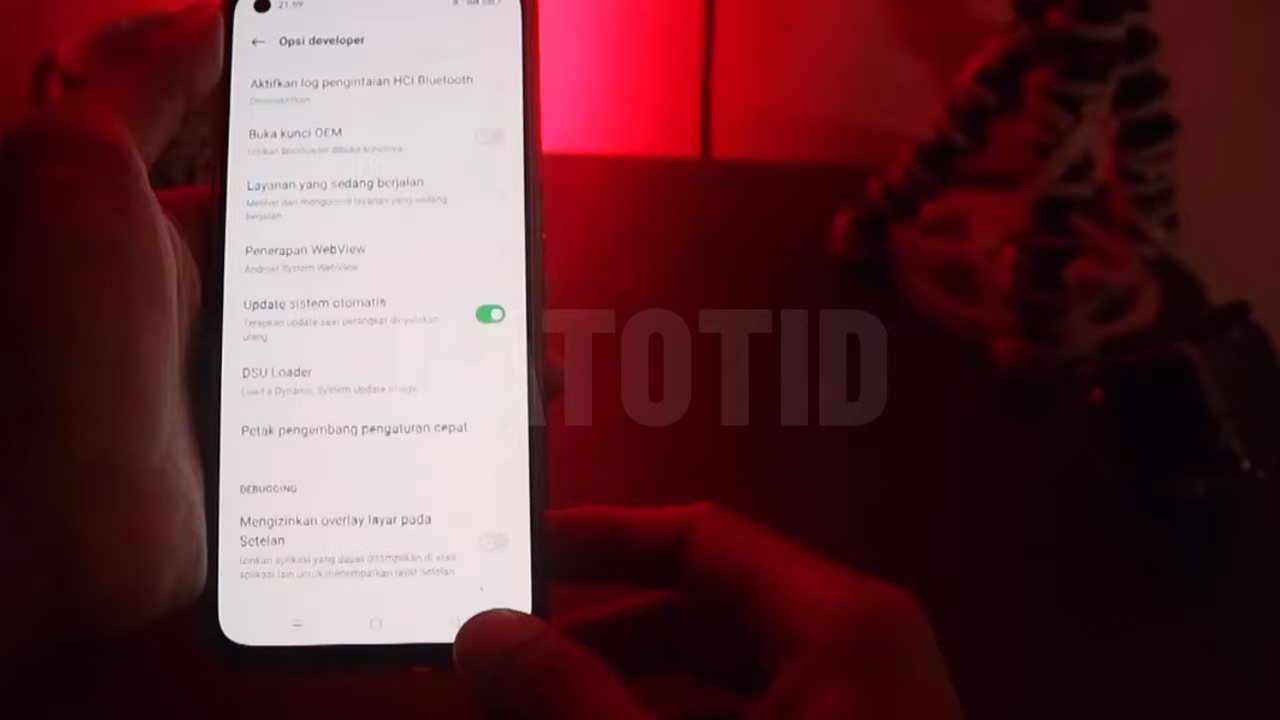 21.59
Opsi developer
Aktifkan log pengintaian HCI Bluetooth
Dinonaktifkan
Buka kunci OEM
Izinkan bootloader dibuka kuncinya
Layanan yang sedang berjalan
Melihat dan mengontrol layanan yang sedang
berjalan
Penerapan WebView
Android System WebView
Update sistem otomatis
Terapkan update saat perangkat dinyalakan
ulang
DSU Loader
Load a Dynamic System Update Image
Petak pengembang pengaturan cepat
DEBUGGING
Mengizinkan overlay layar pada
Setelan
Izinkan aplikasi yang dapat ditampilkan di atas
aplikasi lain untuk menempatkan layar Setelan
ATOTID